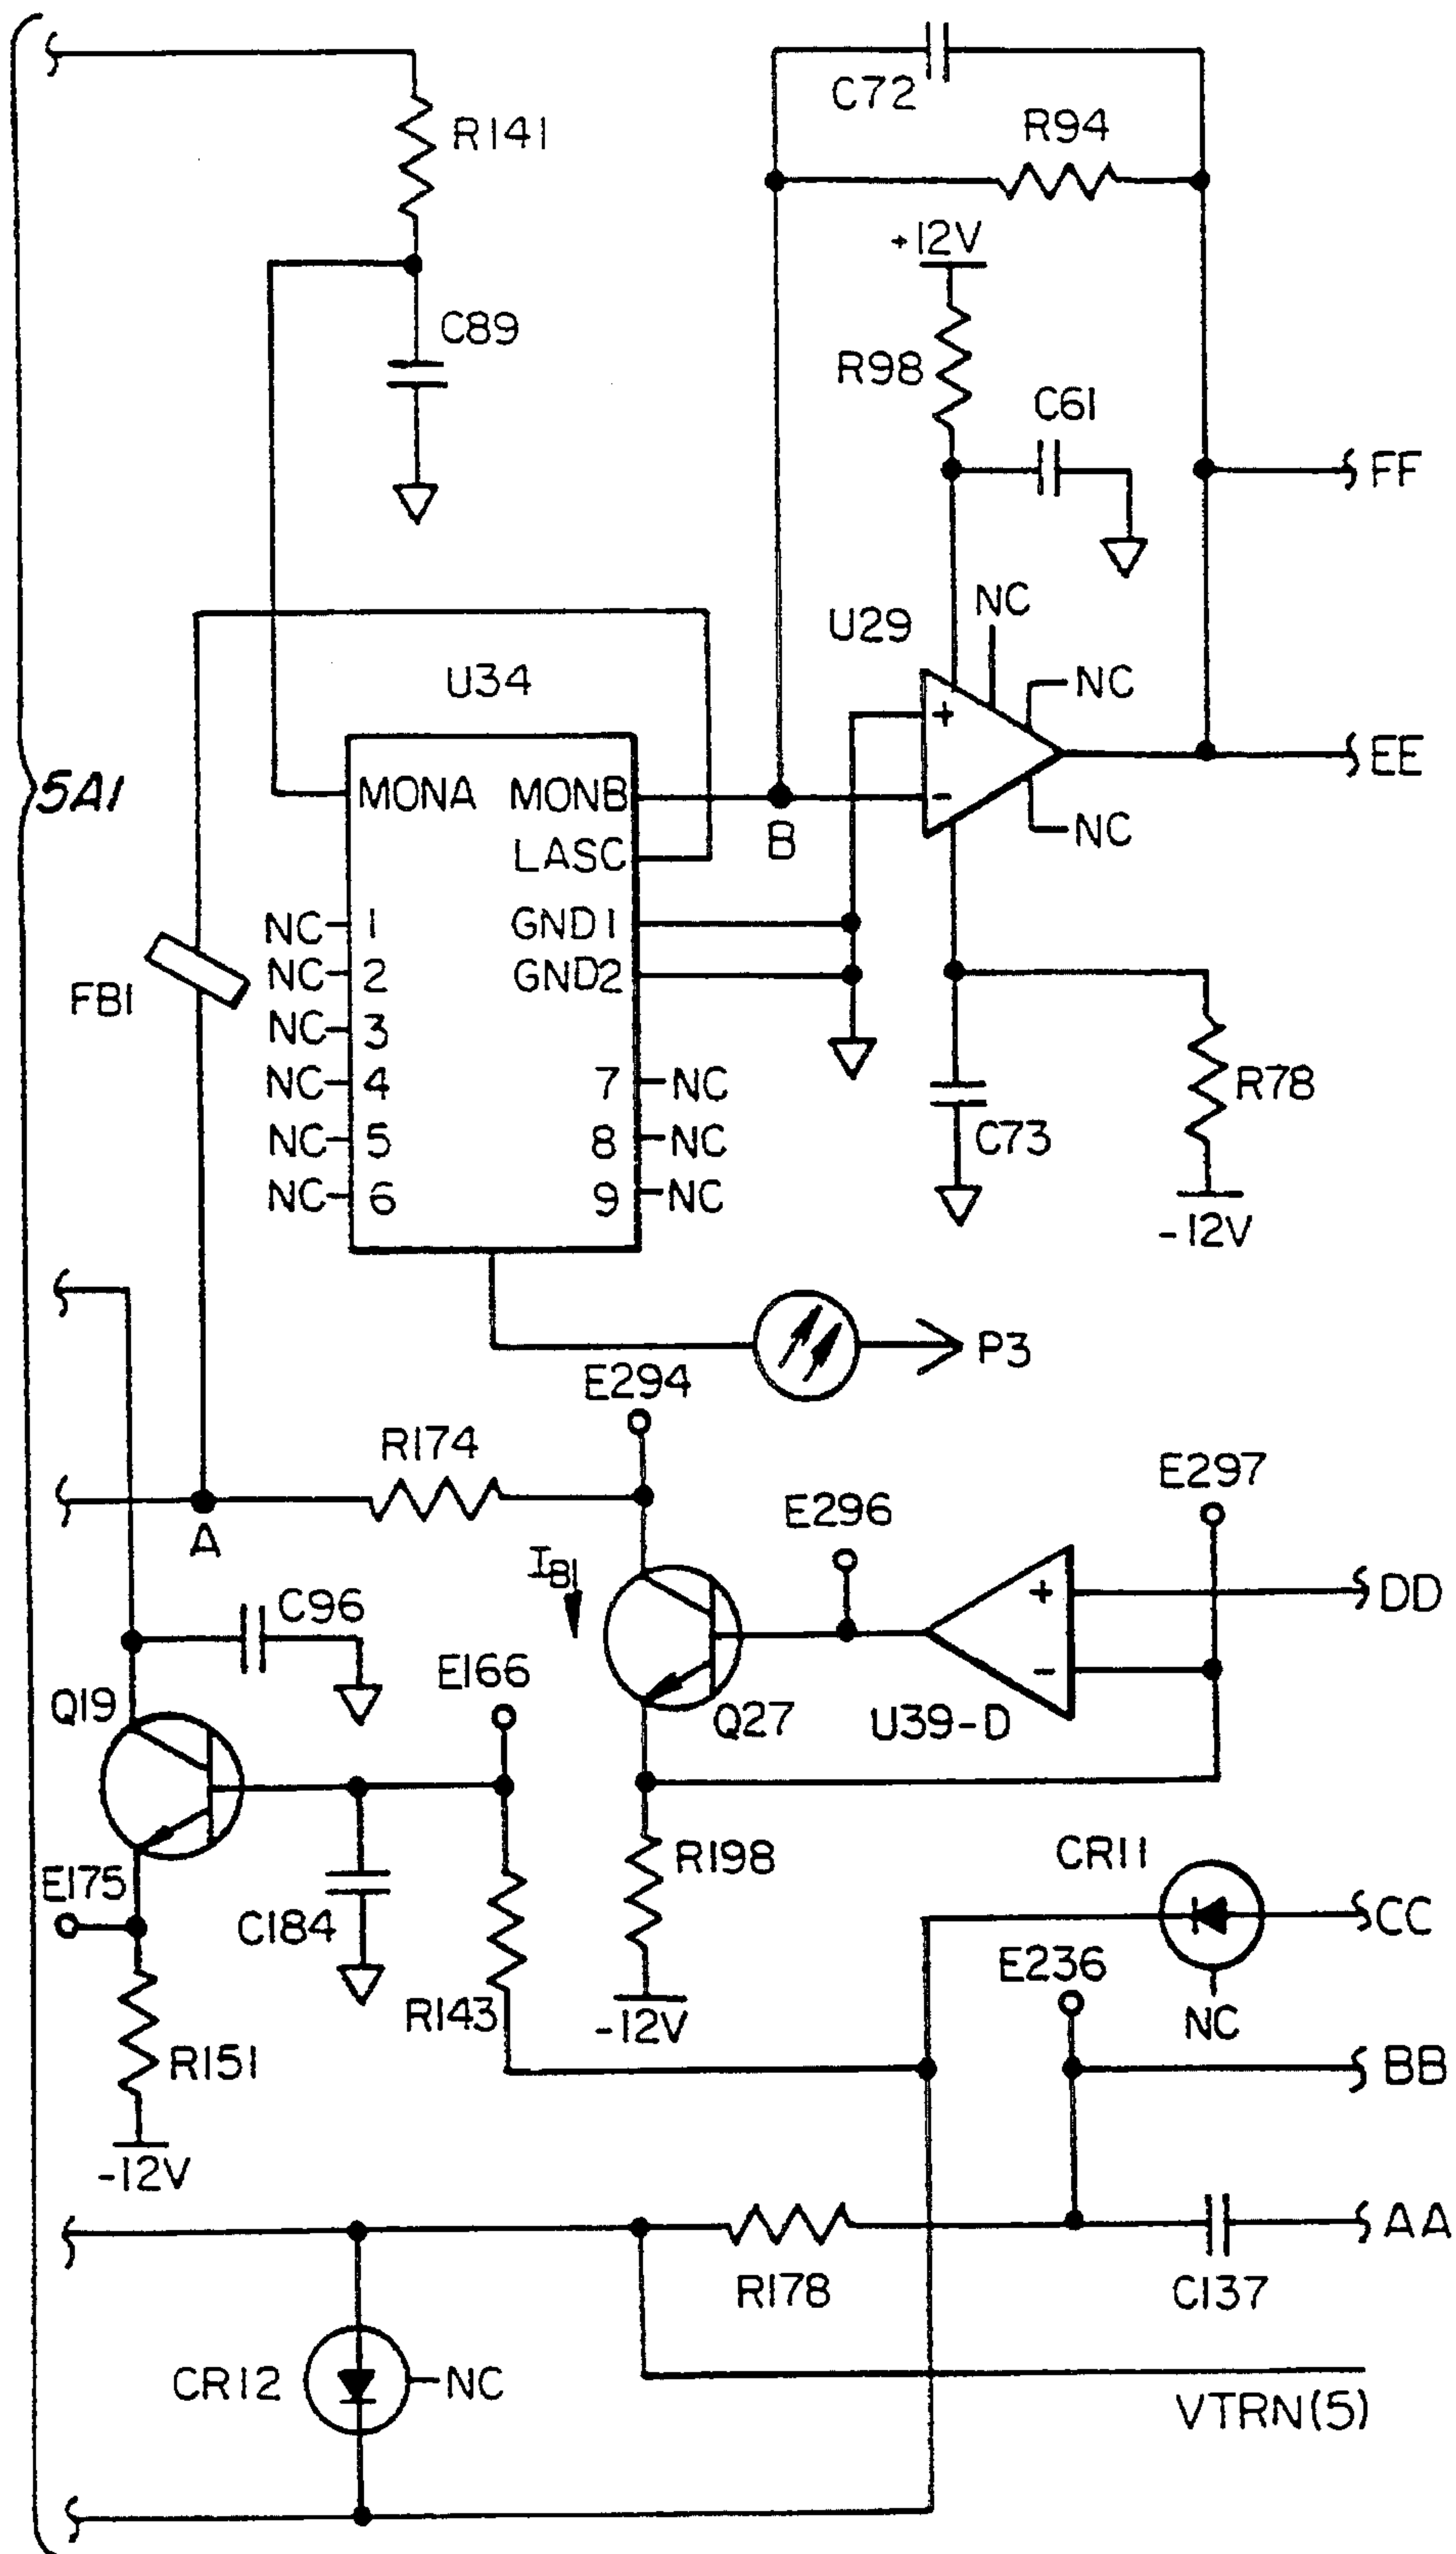 C72
R141
R94
+12V
C89
R98
C61
FF
NC
U29
U34
NC
+
EE
5A1
MONA MONB
-
B
NC
LASC
NC 1 GND1
NC 2 GND2
FB1
NC 3
NC 4 7 NC
R78
NC 5 8 NC
C73
NC 6 9 NC
-12V
P3
E294
R174
E297
E296
A
IB1
+
DD
C96
E166
-
Q19
Q27
U39-D
CR11
R198
E175
CC
C184
E236
R143
-12V
NC
R151
BB
-12V
AA
R178
C137
CR12
NC
VTRN(5)